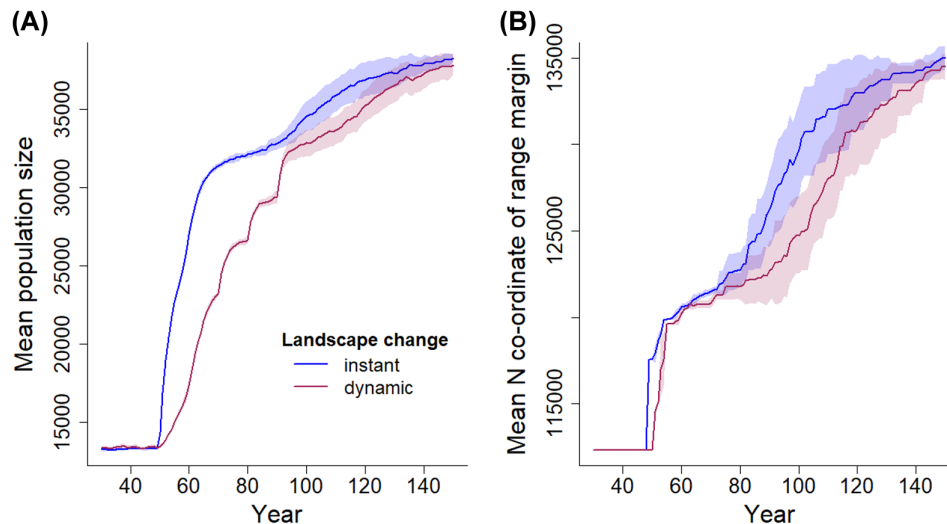 (A)
Mean population size
35000
30000
25000
20000
15000
40 60 80 100 120 140
Year
Landscape change
instant
dynamic
(B)
Mean N co-ordinate of range margin
135000
125000
115000
40 60 80 100 120 140
Year